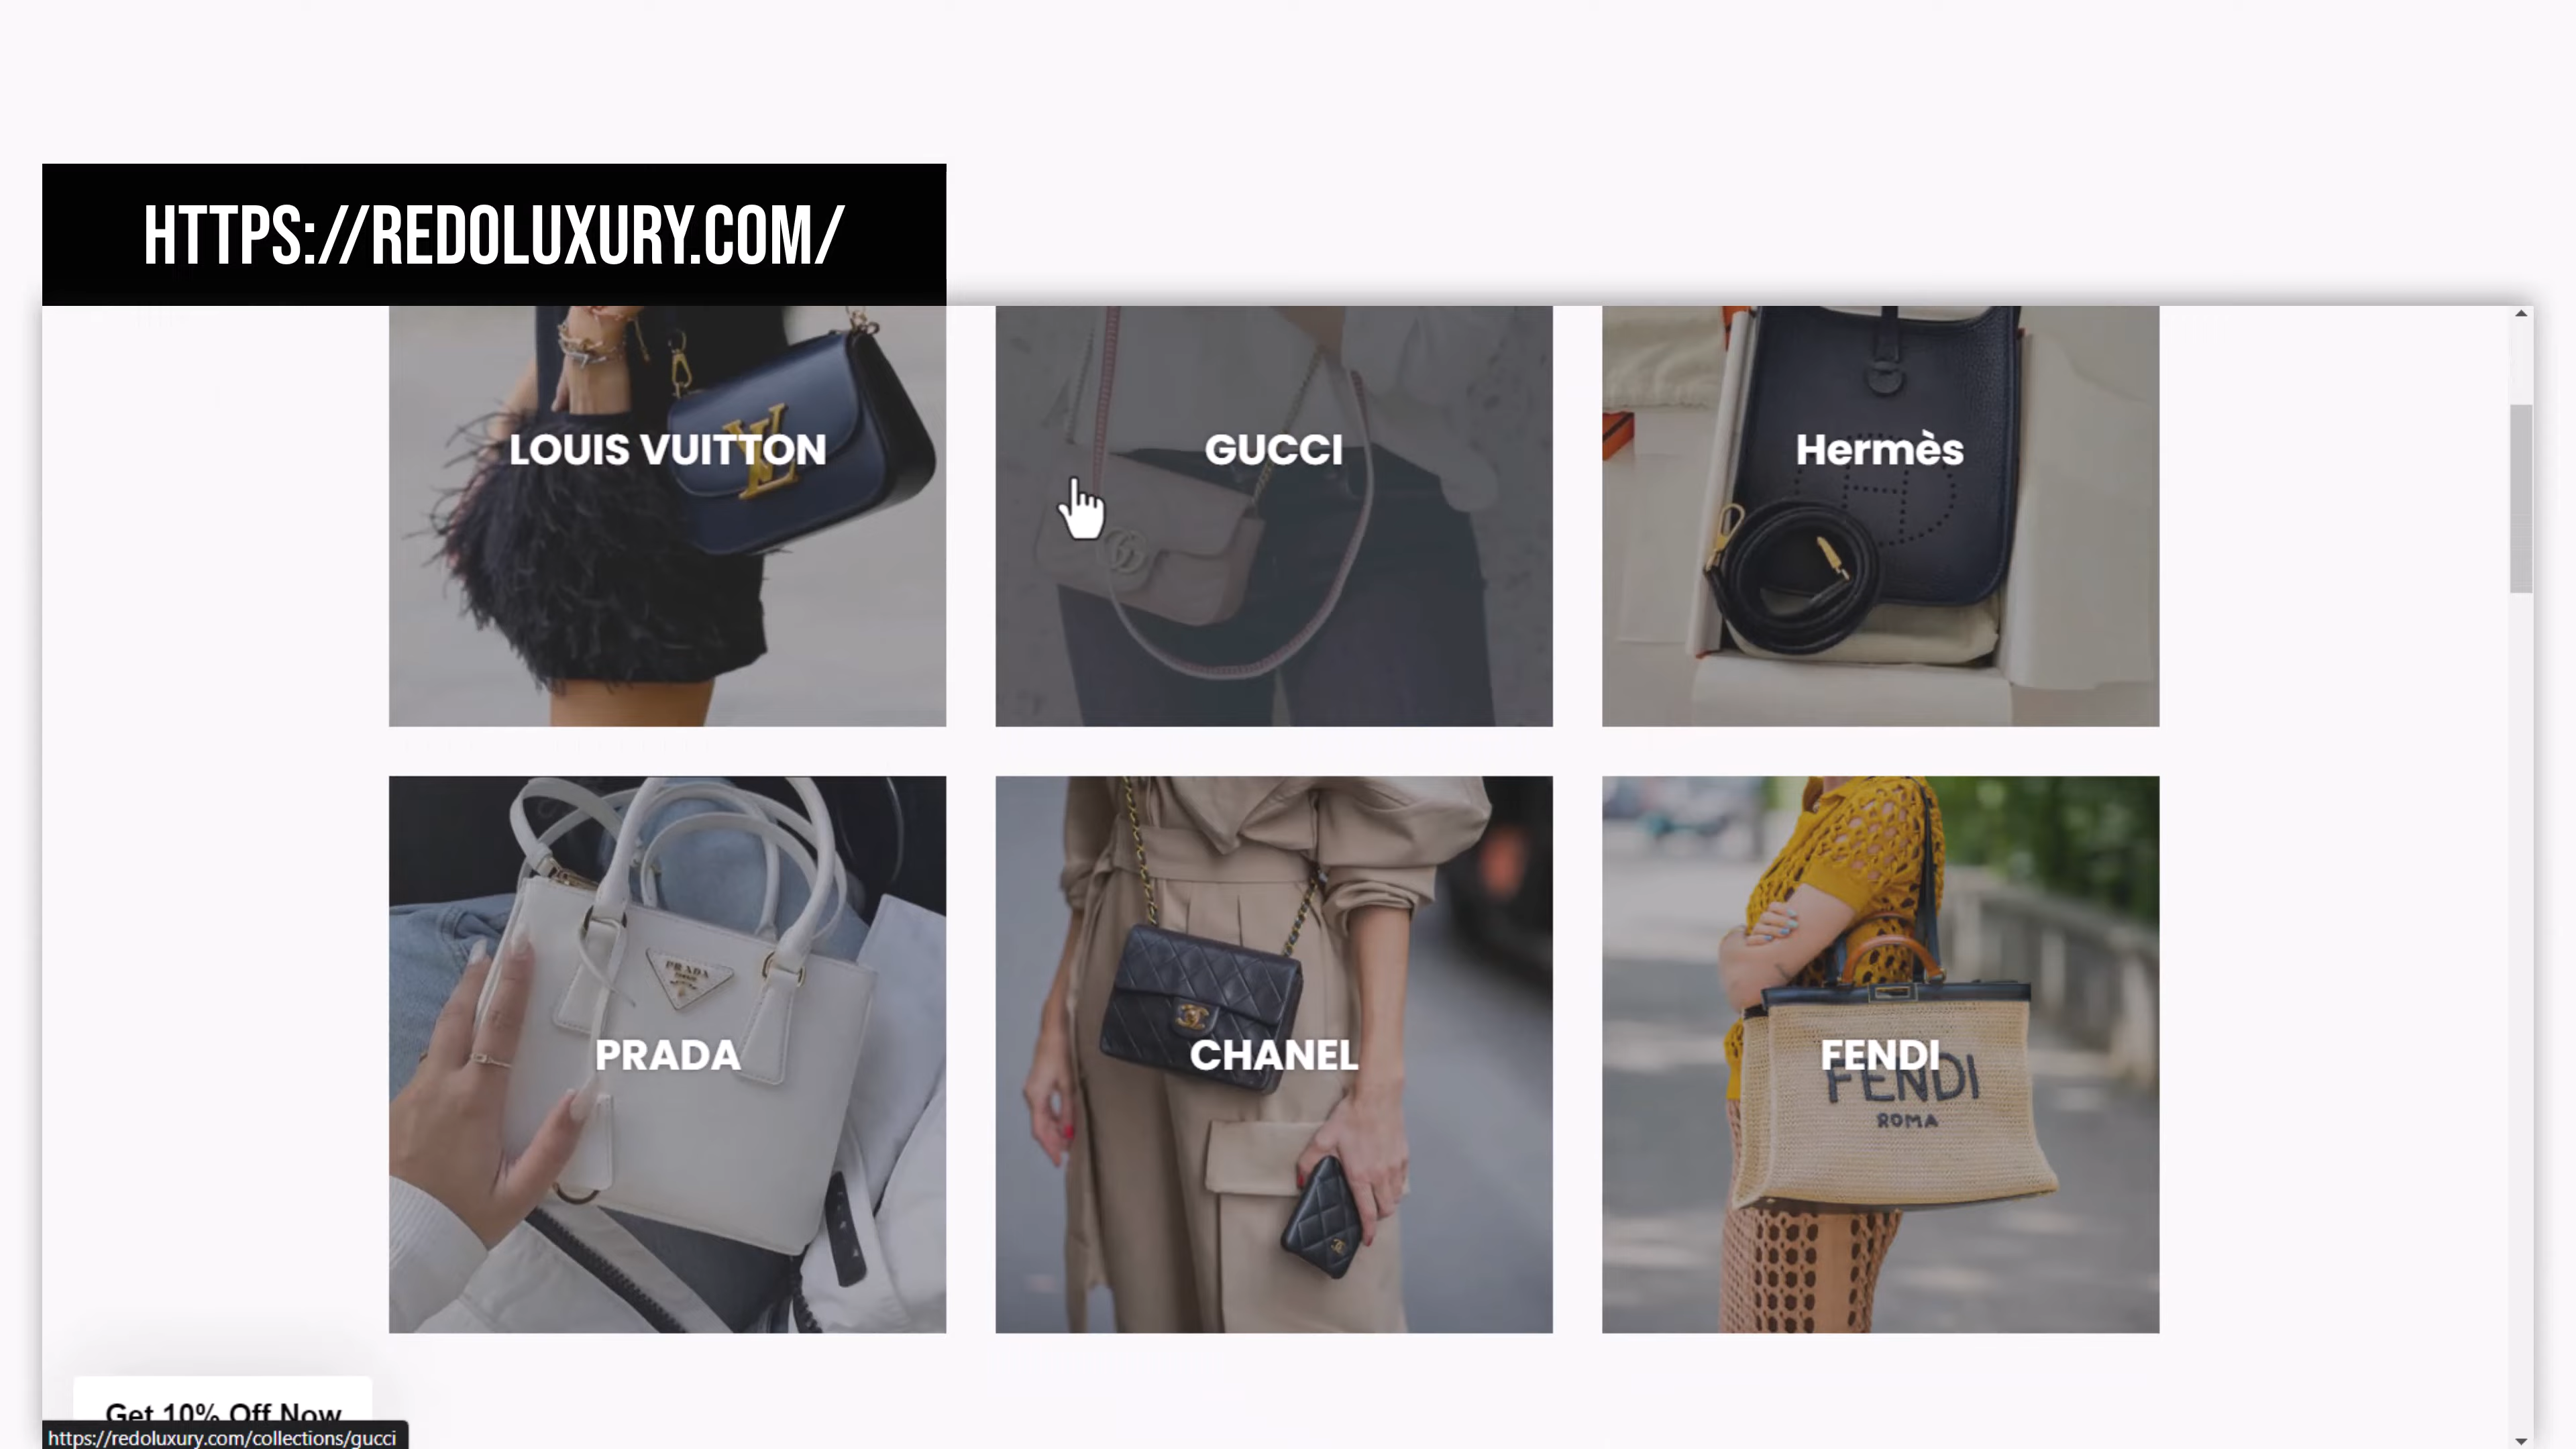 HTTPS://REDOLUXURY.COM/
LOUIS VUITTON
GUCCI
Hermès
PRADA
PRADA
CHANEL
FENDI
FENDI
ROMA
Get 10% Off Now
https://redoluxury.com/collections/gucci